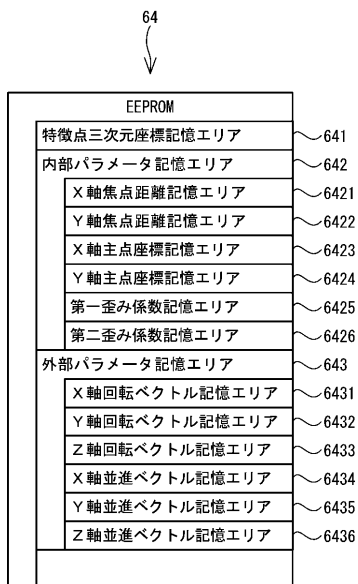 64
EEPROM
特徴点三次元座標記憶エリア 641
内部パラメータ記憶エリア 642
X軸焦点距離記憶エリア 6421
Y軸焦点距離記憶エリア 6422
X軸主点座標記憶エリア 6423
Y軸主点座標記憶エリア 6424
第一歪み係数記憶エリア 6425
第二歪み係数記憶エリア 6426
外部パラメータ記憶エリア 643
X軸回転ベクトル記憶エリア 6431
Y軸回転ベクトル記憶エリア 6432
Z軸回転ベクトル記憶エリア 6433
X軸並進ベクトル記憶エリア 6434
Y軸並進ベクトル記憶エリア 6435
Z軸並進ベクトル記憶エリア 6436